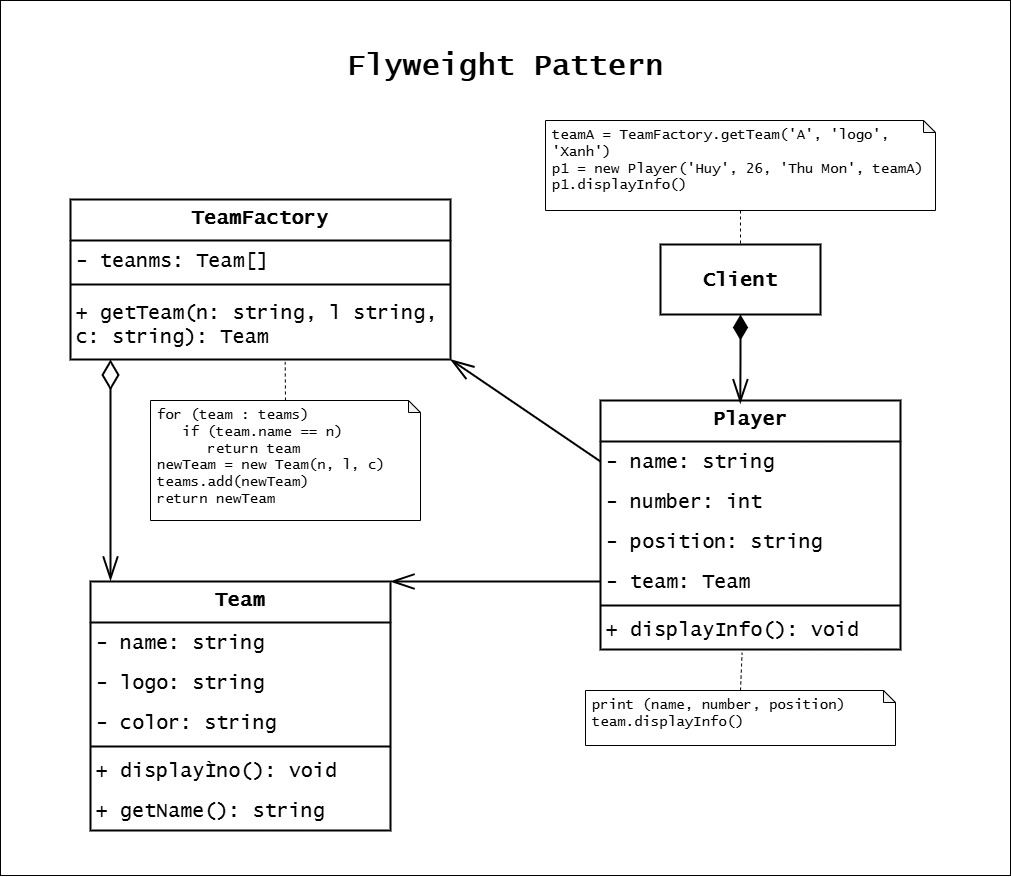 Flyweight Pattern
teamA = TeamFactory.getTeam('A', 'logo',
'Xanh')
p1 = new Player('Huy', 26, 'Thu Mon', teamA)
p1.displayInfo()
TeamFactory
- teanms: Team[]
+ getTeam(n: string, l string,
c: string): Team
Client
for (team : teams)
if (team.name == n)
return team
newTeam = new Team(n, l, c)
teams.add(newTeam)
return newTeam
Player
- name: string
- number: int
- position: string
- team: Team
+ displayInfo(): void
Team
- name: string
- logo: string
- color: string
+ displayÌno(): void
+ getName(): string
print (name, number, position)
team.displayInfo()